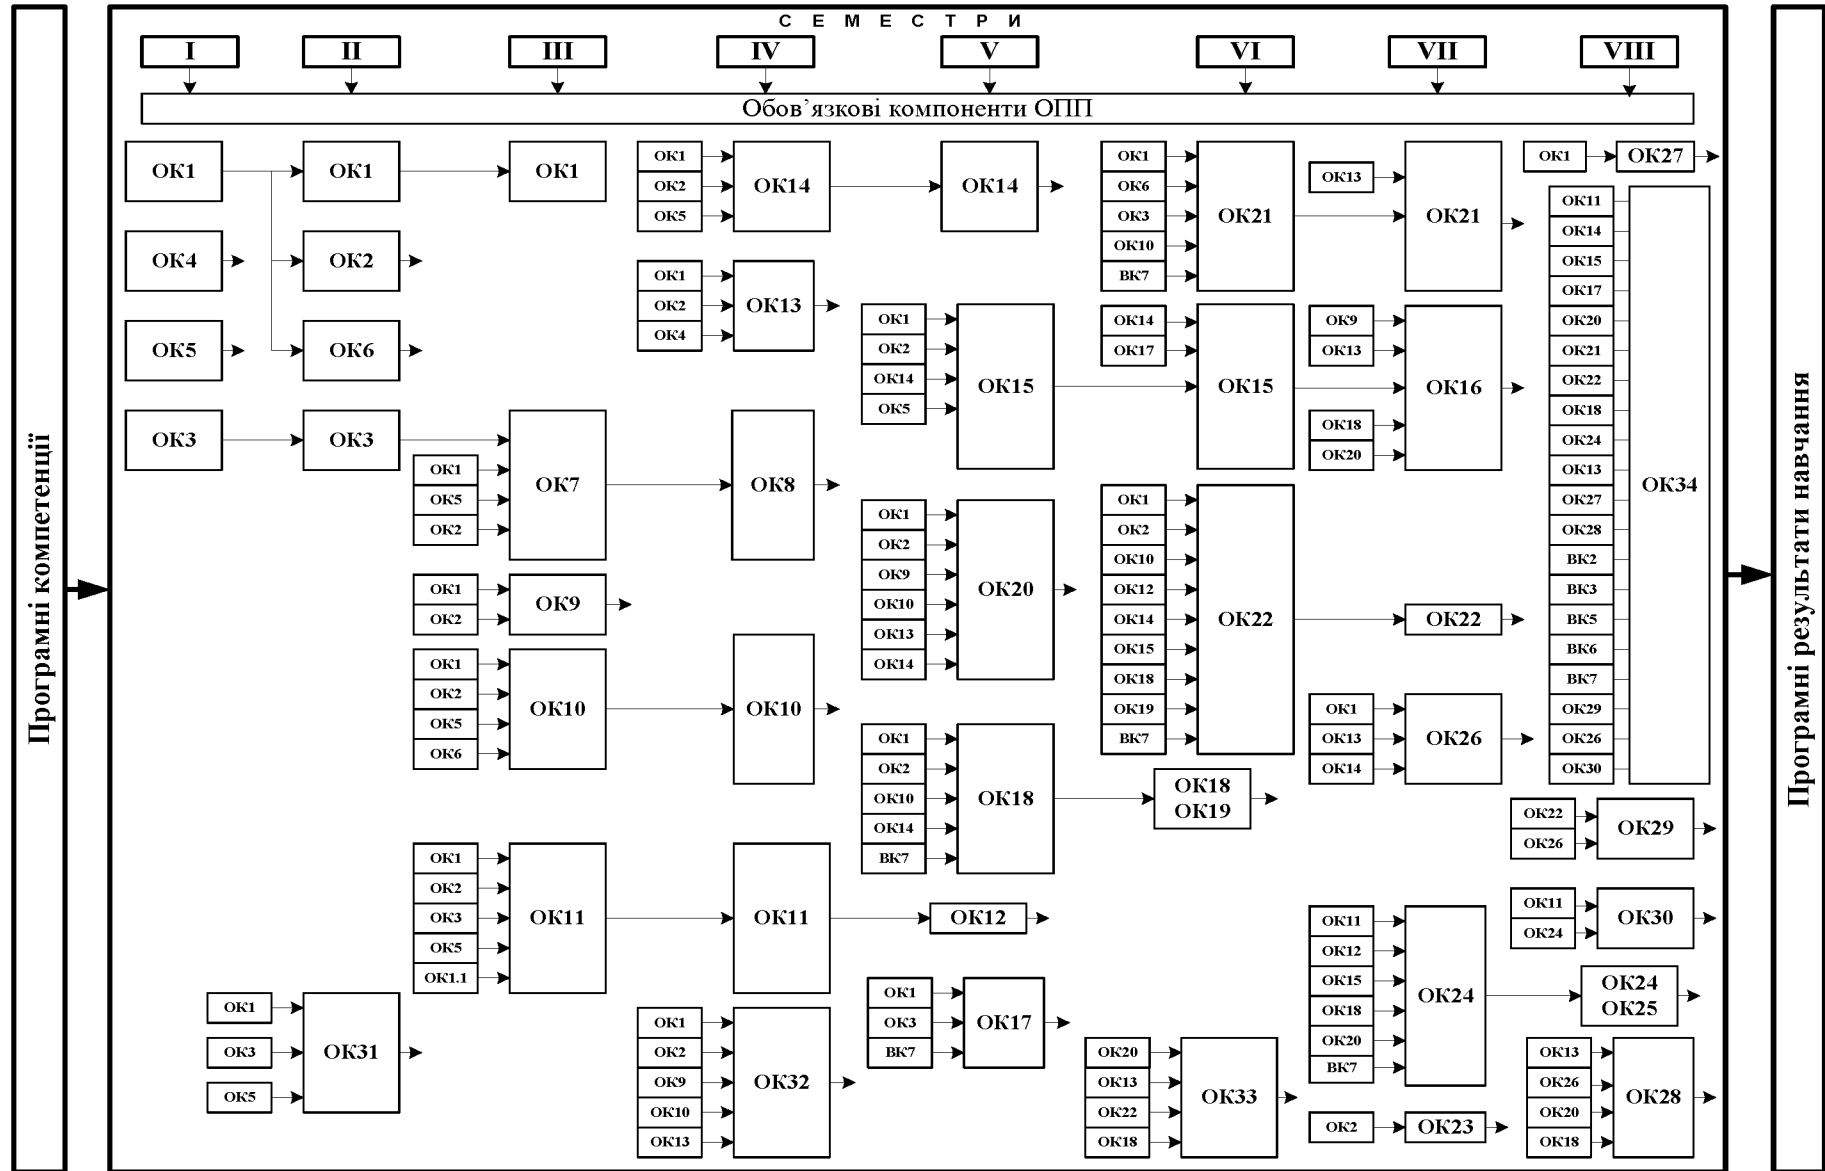 С Е М Е С Т Р И
I
II
III
IV
V
VI
VII
VIII
Обов’язкові компоненти ОПП
Програмні компетенції
ОК1
ОК4
ОК5
ОК3
ОК1
ОК2
ОК6
ОК3
ОК1
ОК3
ОК5
ОК31
ОК1
ОК1
ОК5
ОК2
ОК7
ОК1
ОК2
ОК9
ОК1
ОК2
ОК5
ОК6
ОК10
ОК1
ОК2
ОК3
ОК5
ОК1.1
ОК11
ОК1
ОК2
ОК5
ОК14
ОК1
ОК2
ОК4
ОК13
ОК8
ОК10
ОК11
ОК1
ОК2
ОК9
ОК10
ОК13
ОК32
ОК14
ОК1
ОК2
ОК14
ОК5
ОК15
ОК1
ОК2
ОК9
ОК10
ОК13
ОК14
ОК20
ОК1
ОК2
ОК10
ОК14
ВК7
ОК18
ОК12
ОК1
ОК3
ВК7
ОК17
ОК1
ОК6
ОК3
ОК10
ВК7
ОК21
ОК14
ОК17
ОК15
ОК1
ОК2
ОК10
ОК12
ОК14
ОК15
ОК18
ОК19
ВК7
ОК22
ОК18
ОК19
ОК20
ОК13
ОК22
ОК18
ОК33
ОК13
ОК21
ОК9
ОК13
ОК18
ОК20
ОК16
ОК22
ОК1
ОК13
ОК14
ОК26
ОК11
ОК12
ОК15
ОК18
ОК20
ВК7
ОК24
ОК2
ОК23
ОК1
ОК27
ОК11
ОК14
ОК15
ОК17
ОК20
ОК21
ОК22
ОК18
ОК24
ОК13
ОК27
ОК28
ВК2
ВК3
ВК5
ВК6
ВК7
ОК29
ОК26
ОК30
ОК34
ОК22
ОК26
ОК29
ОК11
ОК24
ОК30
ОК24
ОК25
ОК13
ОК26
ОК20
ОК18
ОК28
Програмні результати навчання